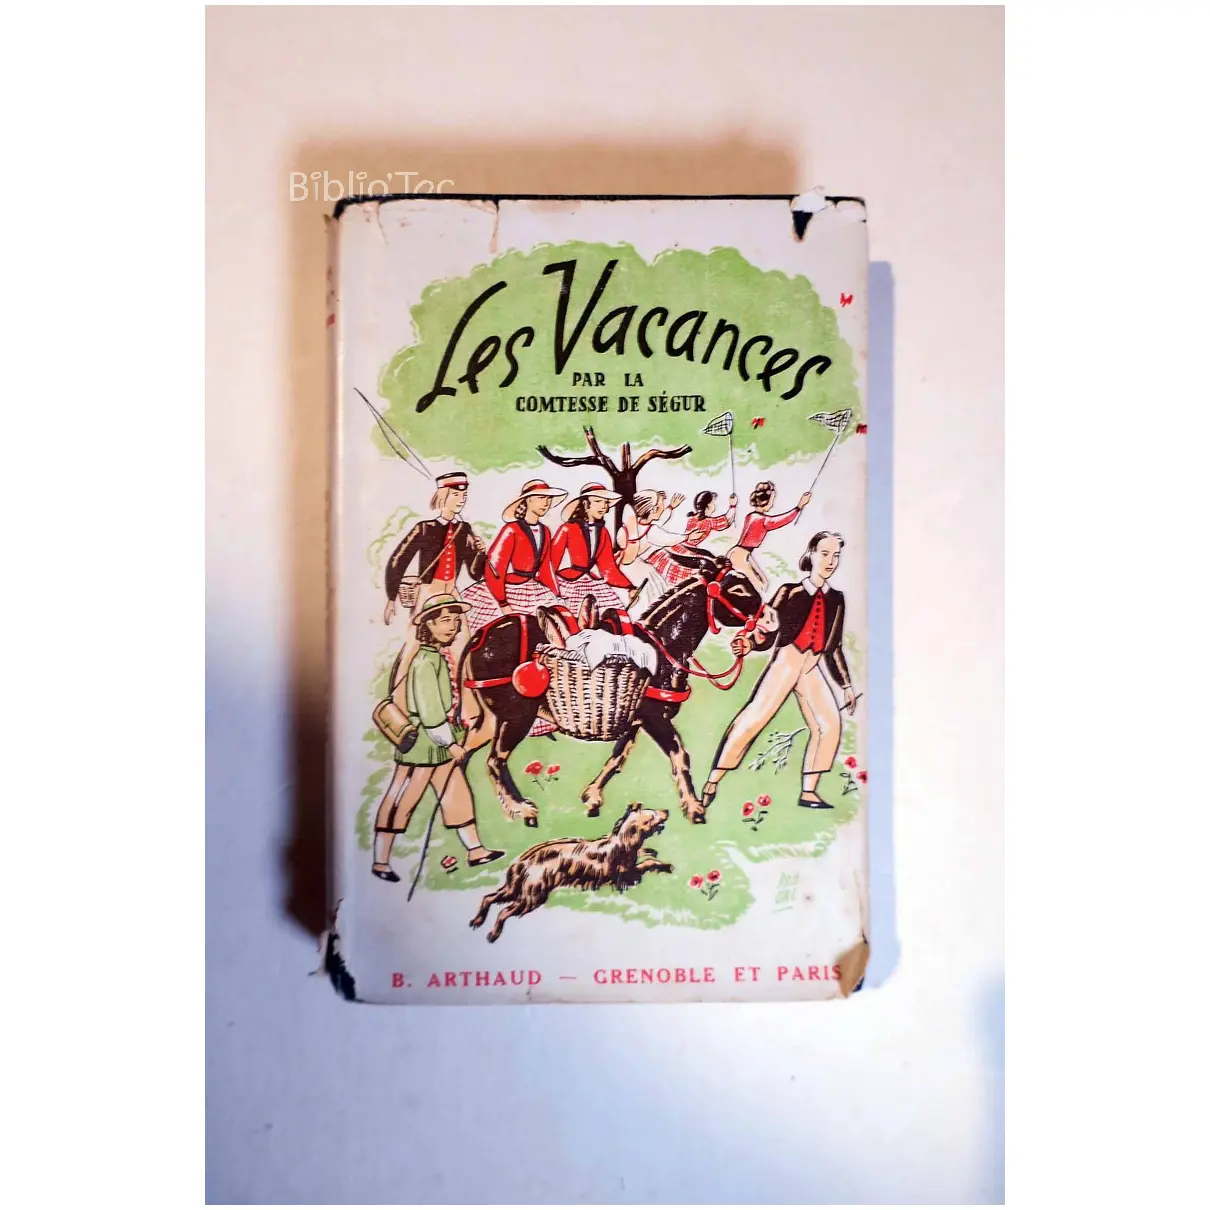 Biblio'Tec
Les Vacances
PAR LA
COMTESSE DE SÉGUR
B. ARTHAUD — GRENOBLE ET PARIS